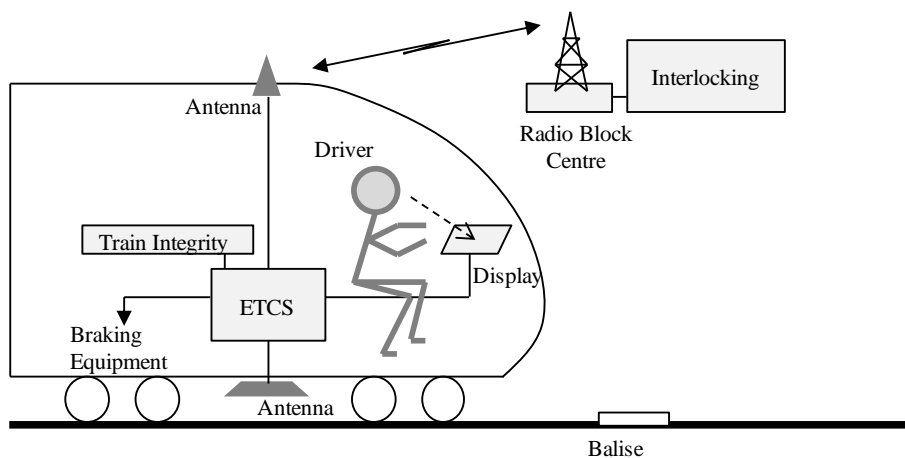 Antenna
Interlocking
Radio Block
Centre
Driver
Train Integrity
Display
ETCS
Braking
Equipment
Antenna
Balise